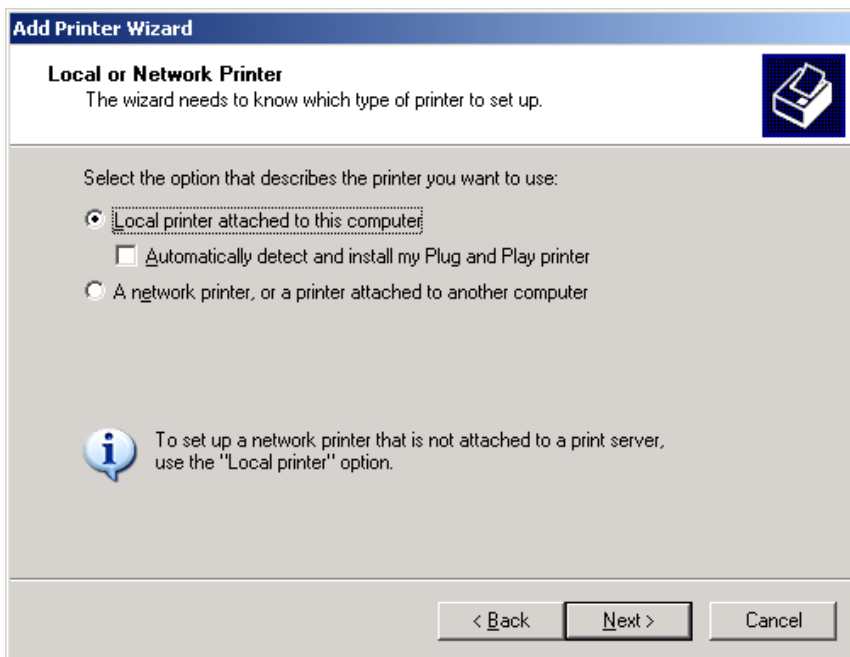 Add Printer Wizard
Local or Network Printer
The wizard needs to know which type of printer to set up.
Select the option that describes the printer you want to use:
Local printer attached to this computer
Automatically detect and install my Plug and Play printer
A network printer, or a printer attached to another computer
To set up a network printer that is not attached to a print server,
use the "Local printer" option.
< Back Next > Cancel